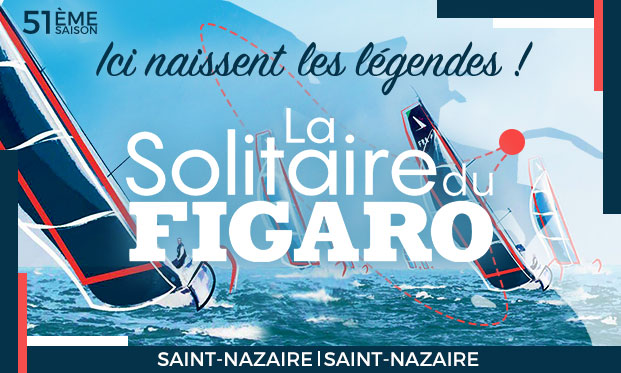 51ÈME
SAISON
Ici naissent les légendes !
La
Solitaire du
FIGARO
SAINT-NAZAIRE | SAINT-NAZAIRE